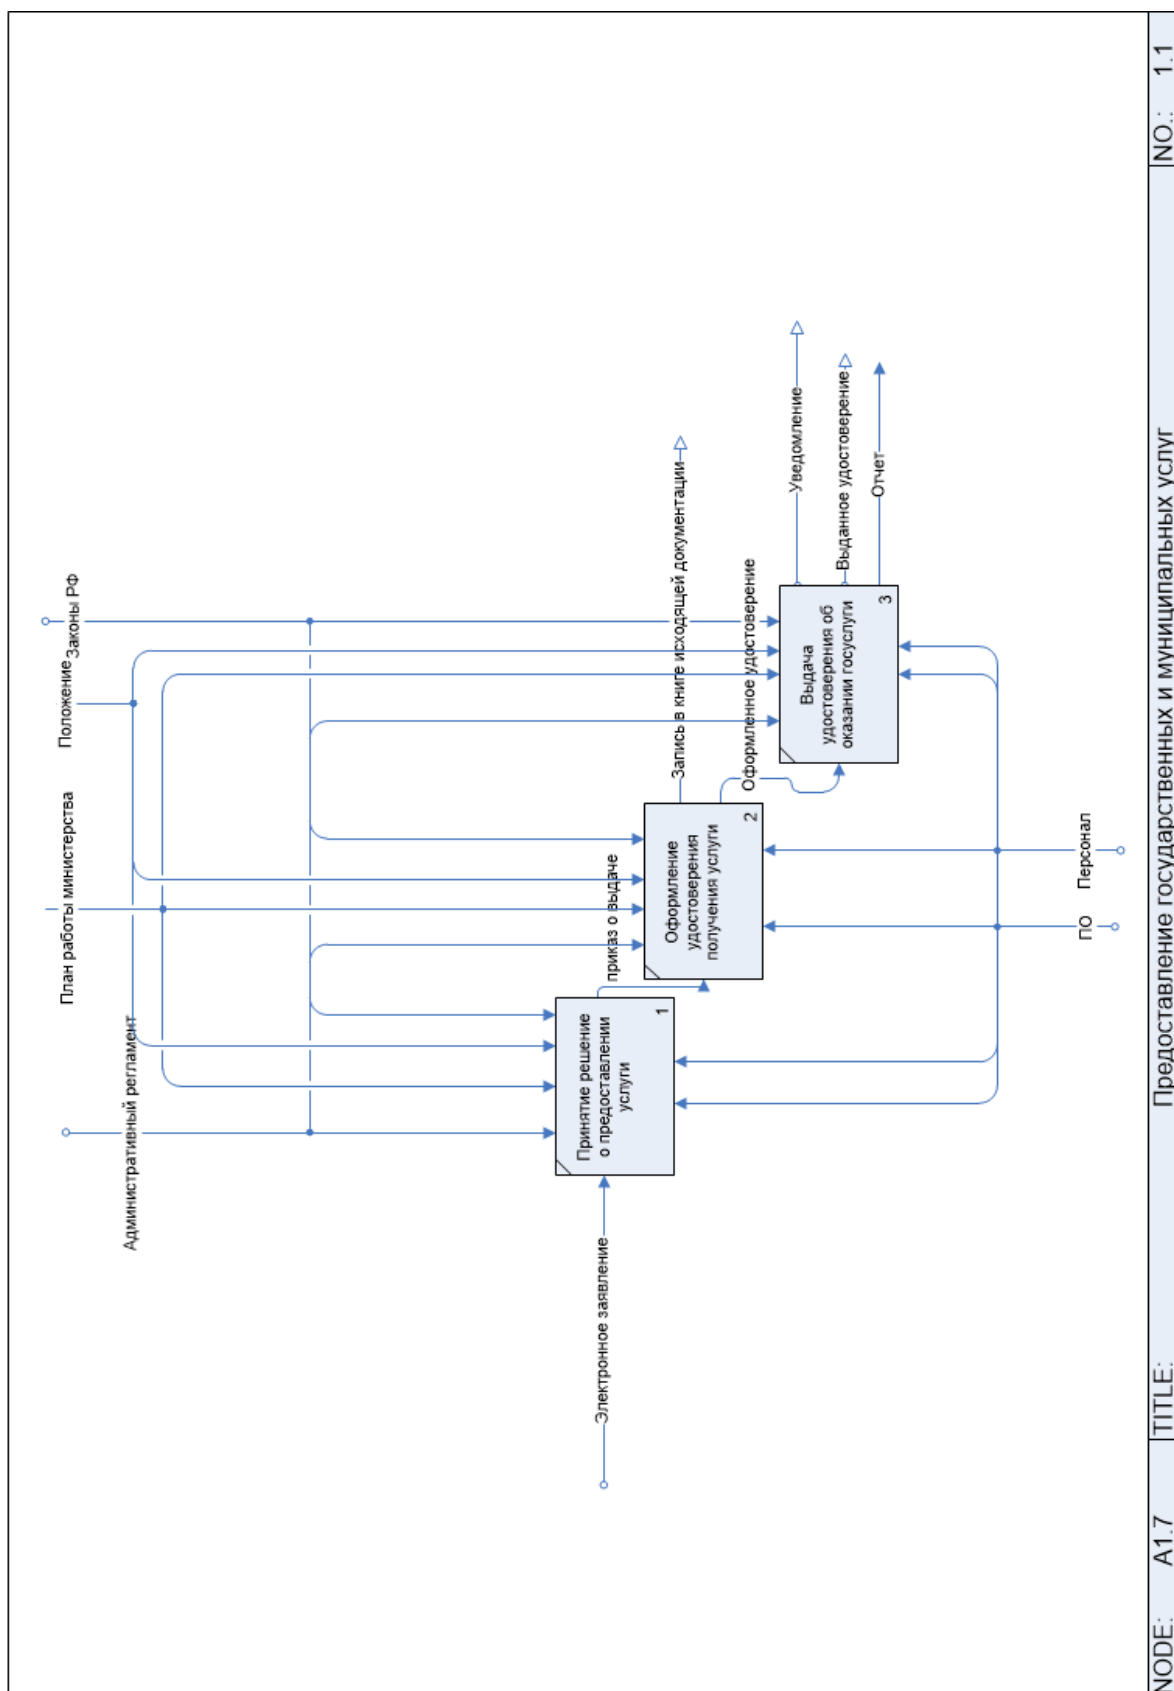 Законы РФ
Положение
План работы министерства
Административный регламент
Электронное заявление
Принятие решение
о предоставлении
услуги
1
приказ о выдаче
Оформление
удостоверения
получения услуги
2
Запись в книге исходящей документации
Оформленное удостоверение
Выдача
удостоверения об
оказании госуслуги
3
Уведомление
Выданное удостоверение
Отчет
ПО
Персонал
NODE: A1.7
TITLE: Предоставление государственных и муниципальных услуг
NO.: 1.1